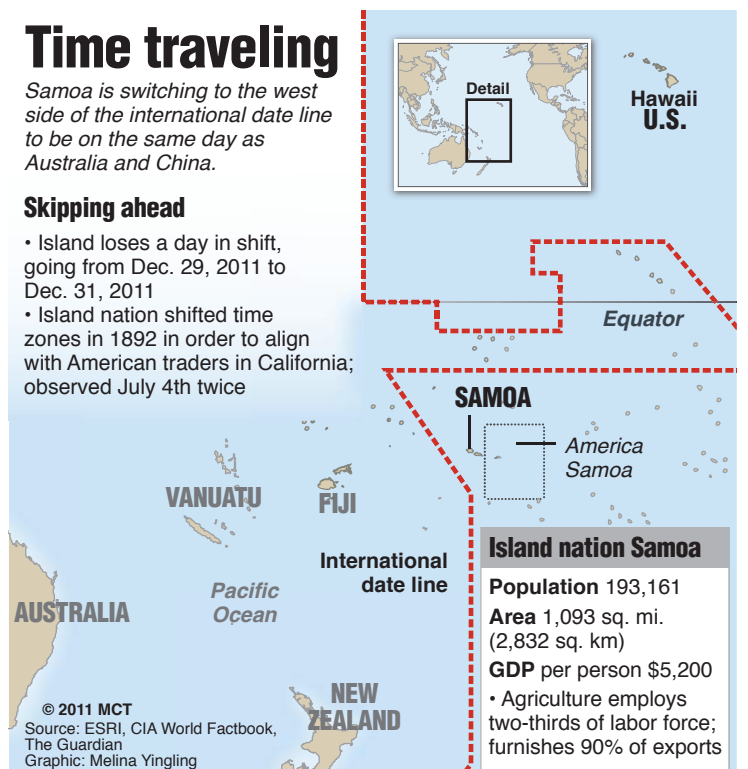 Time traveling
Samoa is switching to the west
side of the international date line
to be on the same day as
Australia and China.
Skipping ahead
• Island loses a day in shift,
going from Dec. 29, 2011 to
Dec. 31, 2011
• Island nation shifted time
zones in 1892 in order to align
with American traders in California;
observed July 4th twice
Detail
Hawaii
U.S.
Equator
SAMOA
America
Samoa
VANUATU
FIJI
International
date line
Pacific
Ocean
AUSTRALIA
NEW
ZEALAND
Island nation Samoa
Population 193,161
Area 1,093 sq. mi.
(2,832 sq. km)
GDP per person $5,200
• Agriculture employs
two-thirds of labor force;
furnishes 90% of exports
© 2011 MCT
Source: ESRI, CIA World Factbook,
The Guardian
Graphic: Melina Yingling